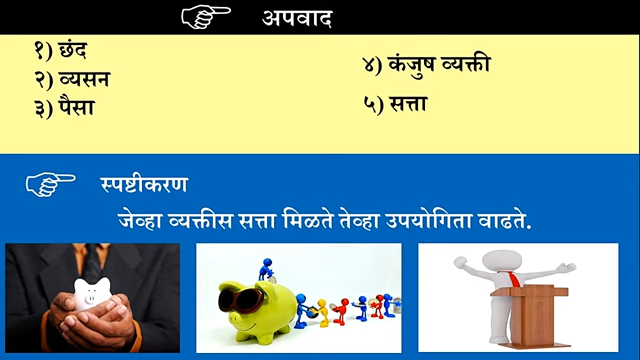 अपवाद
१) छंद
२) व्यसन
३) पैसा
४) कंजुष व्यक्ती
५) सत्ता
स्पष्टीकरण
जेव्हा व्यक्तीस सत्ता मिळते तेव्हा उपयोगिता वाढते.